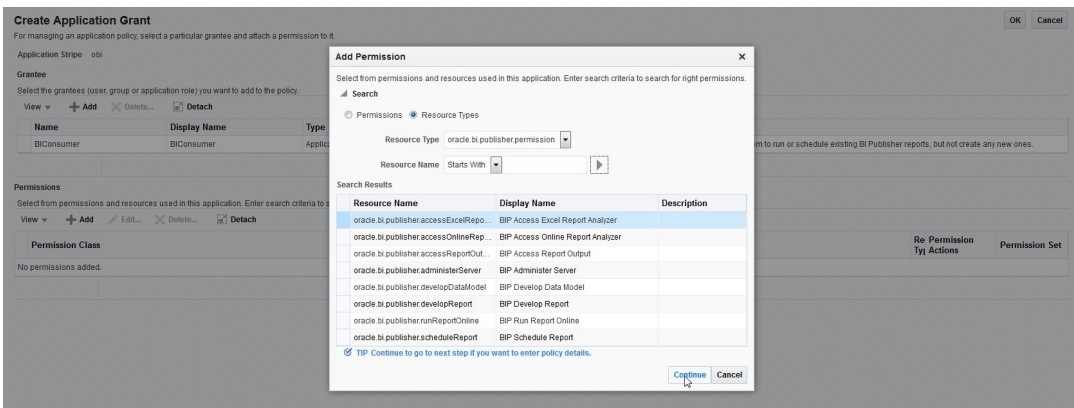 Create Application Grant
OK Cancel
For managing an application policy, select a particular grantee and attach a permission to it.
Application Stripe obi
Grantee
Select the grantees (user, group or application role) you want to add to the policy.
View Add Delete... Detach
Name Display Name Type
BIConsumer BIConsumer Applica
m to run or schedule existing BI Publisher reports, but not create any new ones.
Permissions
Select from permissions and resources used in this application. Enter search criteria to s
View Add Edit... Delete... Detach
Permission Class Re Typ Permission Actions Permission Set
No permissions added.
Add Permission
Select from permissions and resources used in this application. Enter search criteria to search for right permissions.
Search
Permissions Resource Types
Resource Type oracle.bi.publisher.permission
Resource Name Starts With
Search Results
Resource Name Display Name Description
oracle.bi.publisher.accessExcelRepo... BIP Access Excel Report Analyzer
oracle.bi.publisher.accessOnlineRep... BIP Access Online Report Analyzer
oracle.bi.publisher.accessReportOut... BIP Access Report Output
oracle.bi.publisher.administerServer BIP Administer Server
oracle.bi.publisher.developDataModel BIP Develop Data Model
oracle.bi.publisher.developReport BIP Develop Report
oracle.bi.publisher.runReportOnline BIP Run Report Online
oracle.bi.publisher.scheduleReport BIP Schedule Report
TIP Continue to go to next step if you want to enter policy details.
Continue Cancel